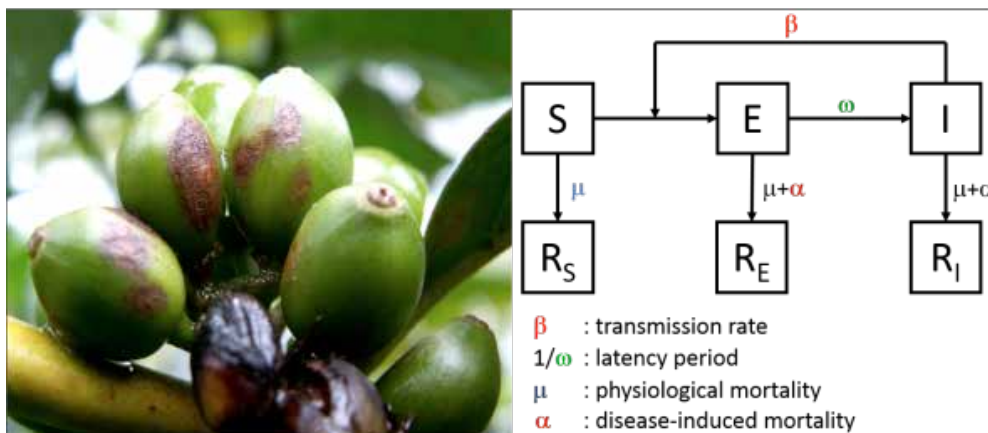 β
S E ω I
μ μ+α μ+α
R_S R_E R_I
β : transmission rate
1/ω : latency period
μ : physiological mortality
α : disease-induced mortality